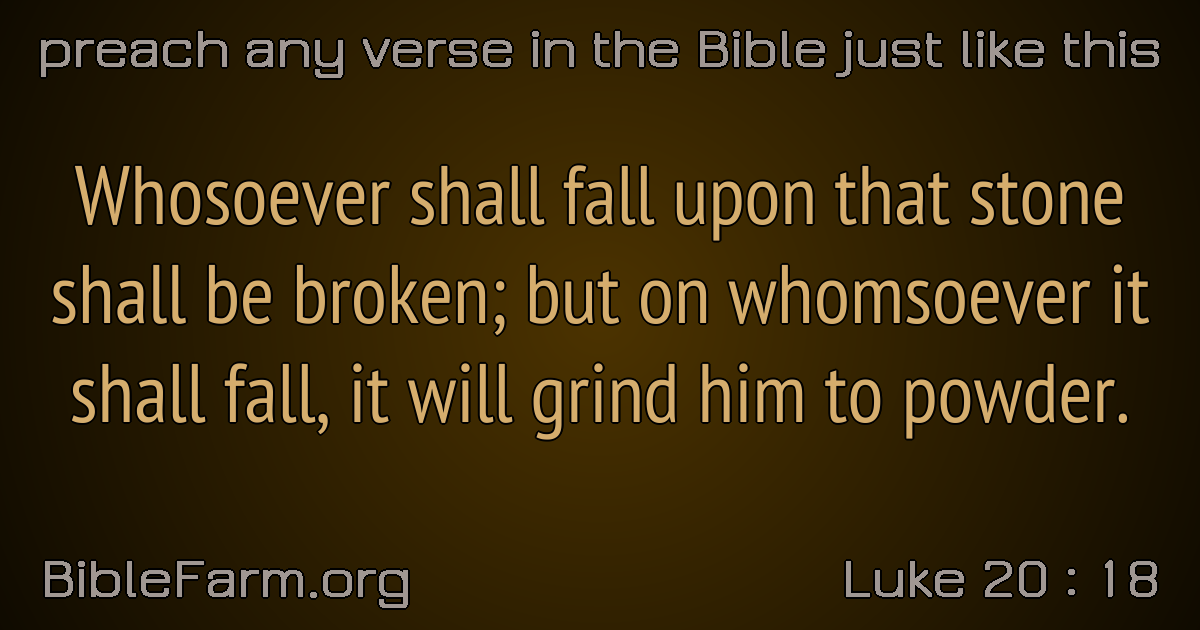 preach any verse in the Bible just like this
Whosoever shall fall upon that stone
shall be broken; but on whomsoever it
shall fall, it will grind him to powder.
BibleFarm.org
Luke 20 : 18